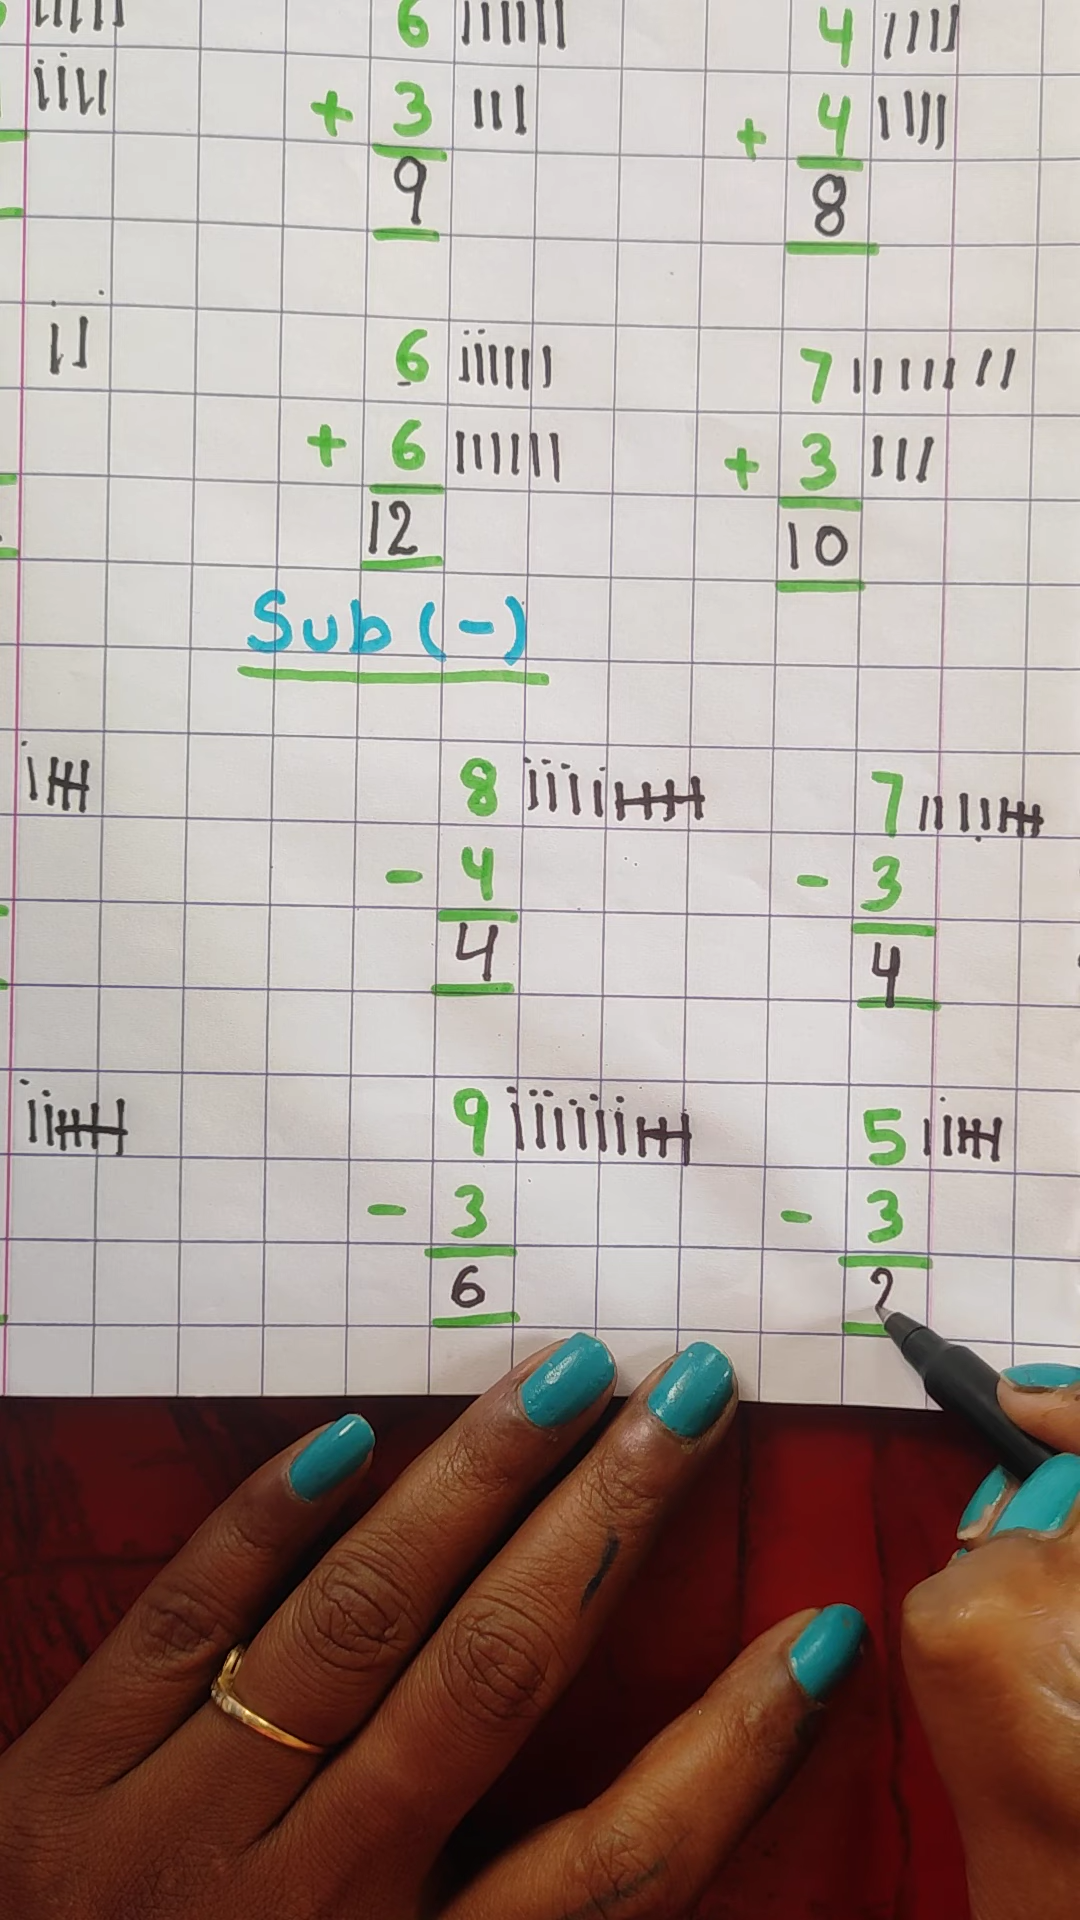 6 4
+ 3 + 4
9 8
6 7
+ 6 + 3
12 10
Sub (-)
8 7
- 4 - 3
4 4
9 5
- 3 - 3
6 2